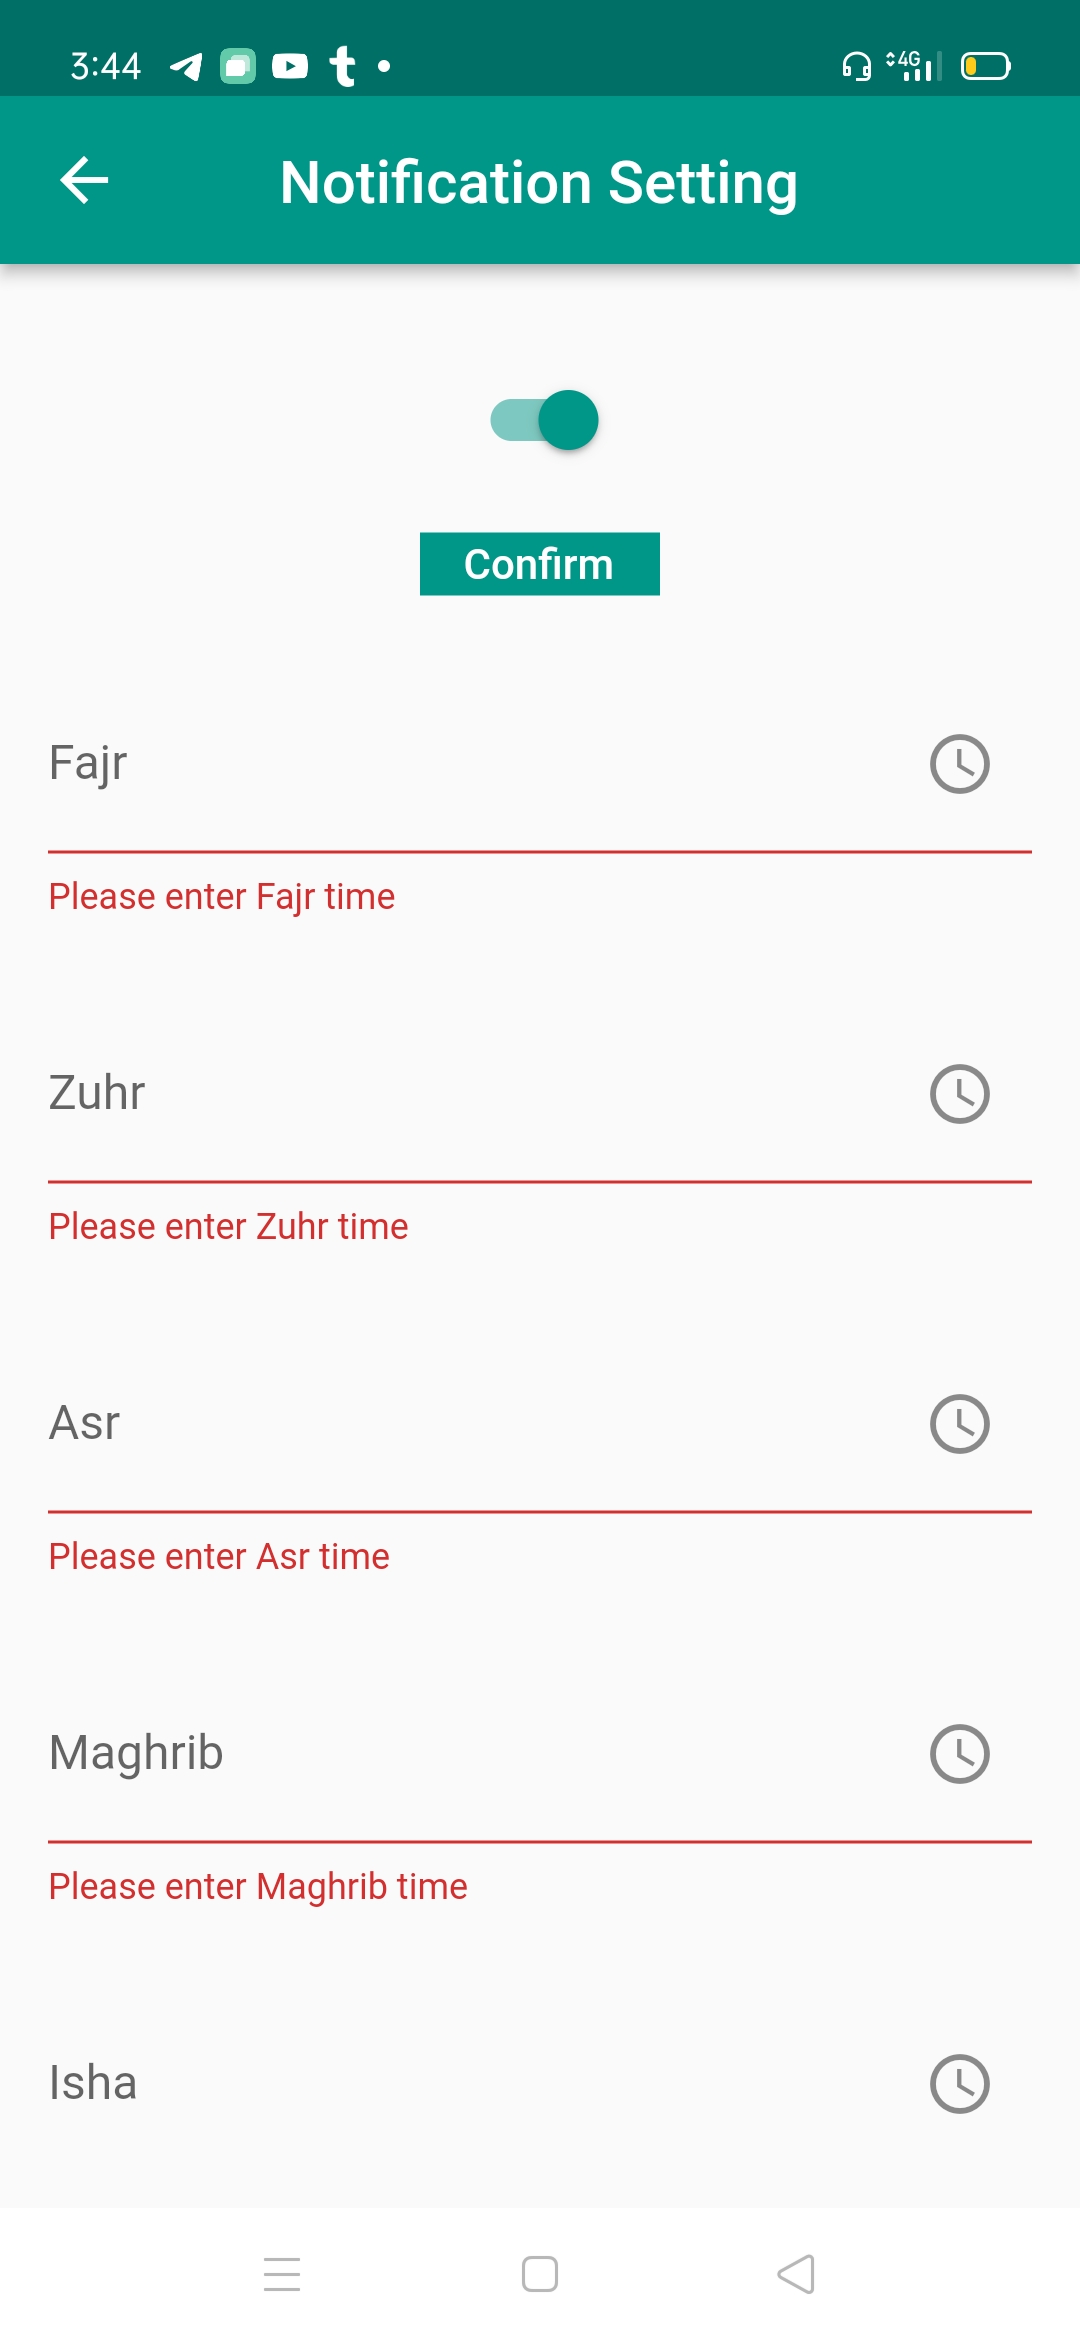 3:44
4G
Notification Setting
Confirm
Fajr
Please enter Fajr time
Zuhr
Please enter Zuhr time
Asr
Please enter Asr time
Maghrib
Please enter Maghrib time
Isha